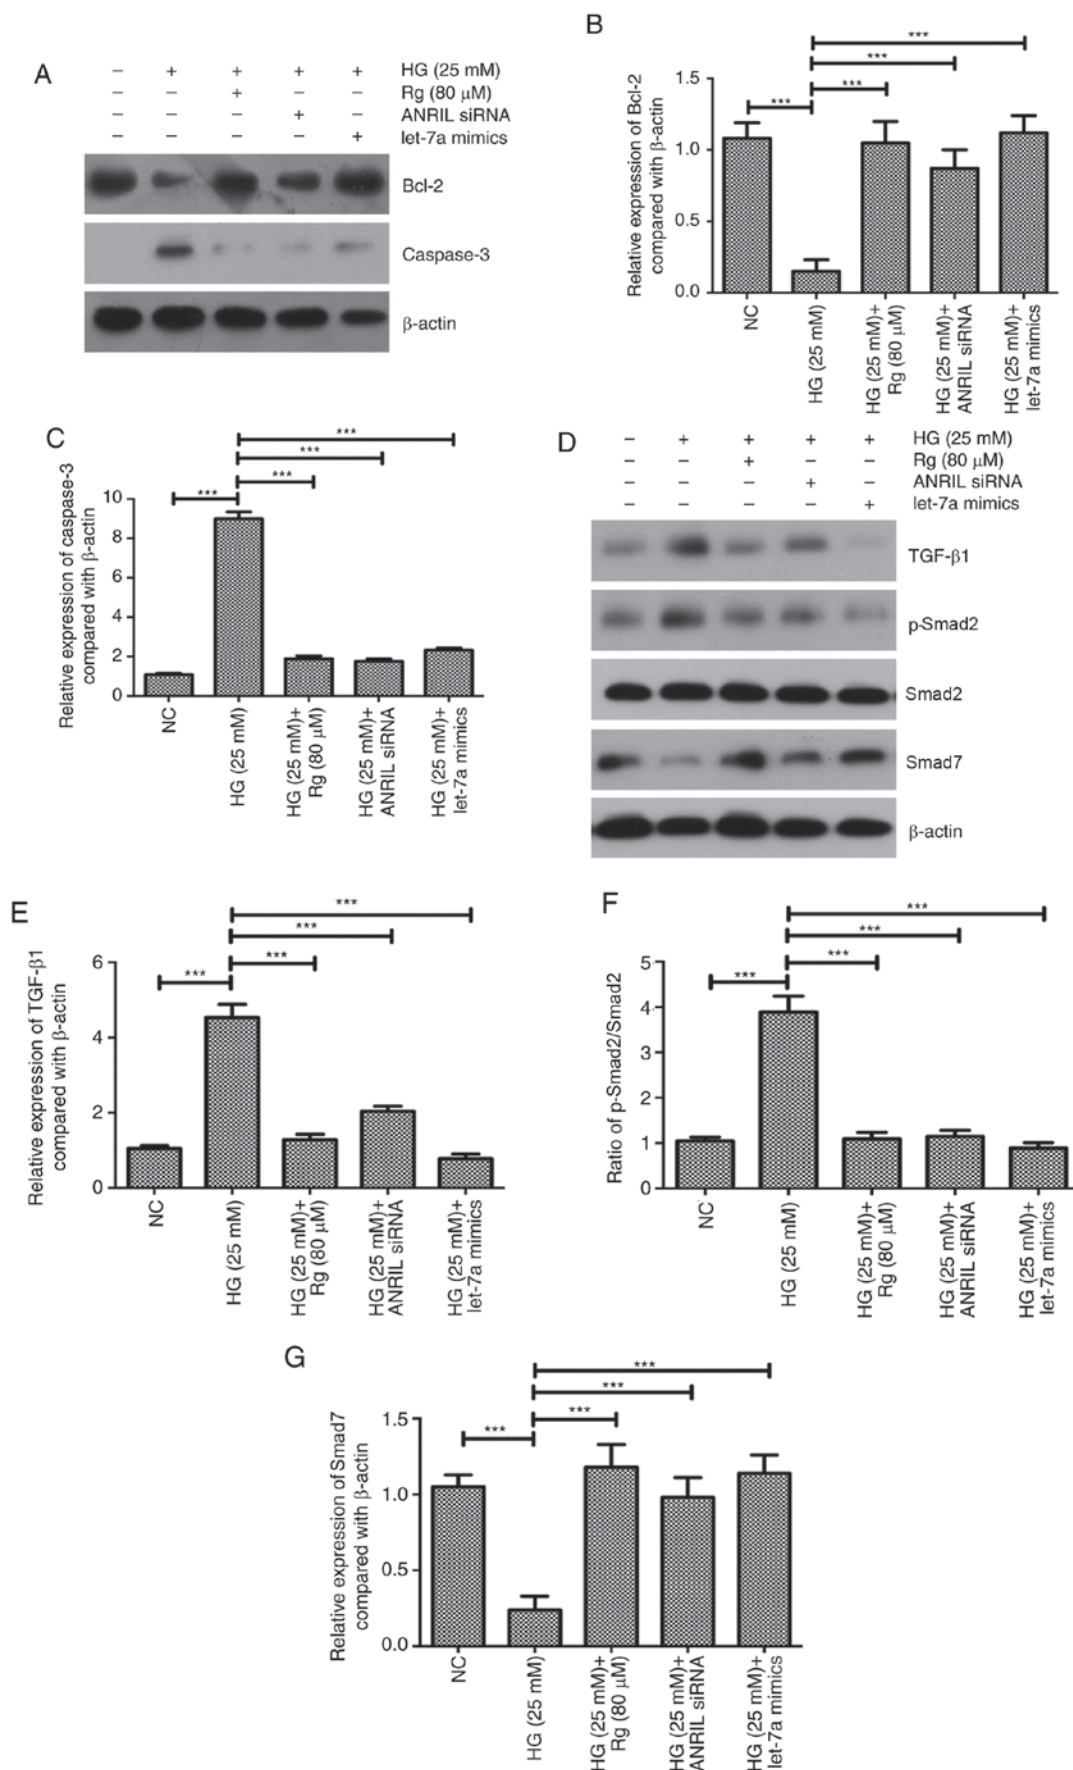 A
– + + + + HG (25 mM)
– – + – – Rg (80 μM)
– – – + – ANRIL siRNA
– – – – + let-7a mimics
Bcl-2
Caspase-3
β-actin
B
***
***
***
***
Relative expression of Bcl-2
compared with β-actin
1.5
1.0
0.5
0.0
NC
HG (25 mM)
HG (25 mM)+
Rg (80 μM)
HG (25 mM)+
ANRIL siRNA
HG (25 mM)+
let-7a mimics
C
***
***
***
***
Relative expression of caspase-3
compared with β-actin
10
8
6
4
2
0
NC
HG (25 mM)
HG (25 mM)+
Rg (80 μM)
HG (25 mM)+
ANRIL siRNA
HG (25 mM)+
let-7a mimics
D
– + + + + HG (25 mM)
– – + – – Rg (80 μM)
– – – + – ANRIL siRNA
– – – – + let-7a mimics
TGF-β1
p-Smad2
Smad2
Smad7
β-actin
E
***
***
***
***
Relative expression of TGF-β1
compared with β-actin
6
4
2
0
NC
HG (25 mM)
HG (25 mM)+
Rg (80 μM)
HG (25 mM)+
ANRIL siRNA
HG (25 mM)+
let-7a mimics
F
***
***
***
***
Ratio of p-Smad2/Smad2
5
4
3
2
1
0
NC
HG (25 mM)
HG (25 mM)+
Rg (80 μM)
HG (25 mM)+
ANRIL siRNA
HG (25 mM)+
let-7a mimics
G
***
***
***
***
Relative expression of Smad7
compared with β-actin
1.5
1.0
0.5
0.0
NC
HG (25 mM)
HG (25 mM)+
Rg (80 μM)
HG (25 mM)+
ANRIL siRNA
HG (25 mM)+
let-7a mimics